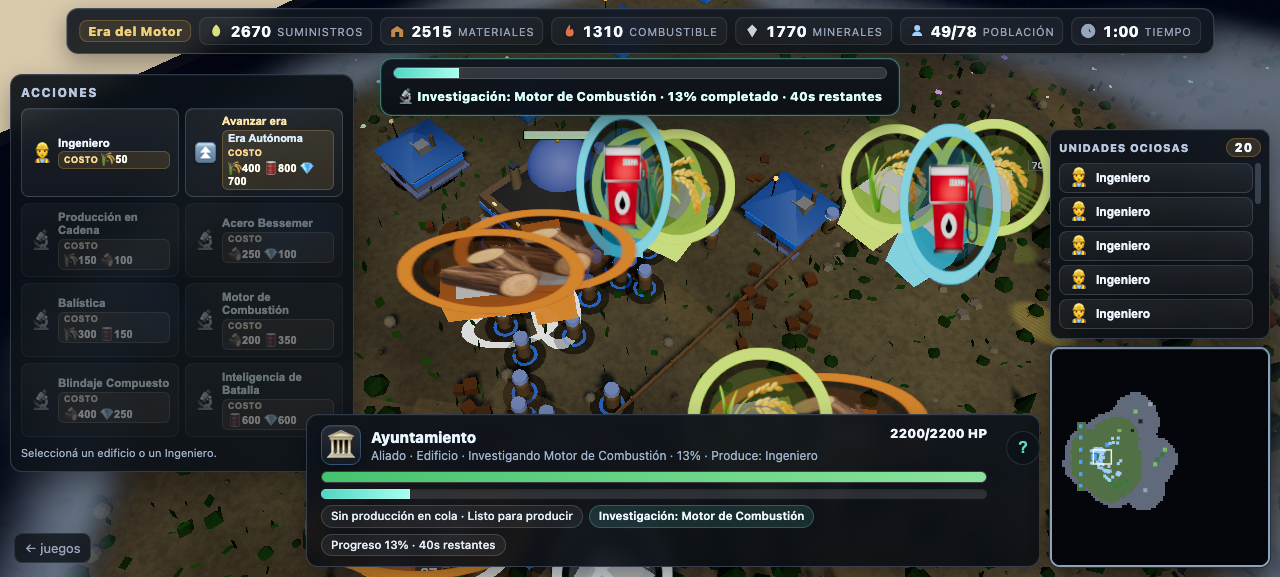 Era del Motor
2670 SUMINISTROS
2515 MATERIALES
1310 COMBUSTIBLE
1770 MINERALES
49/78 POBLACIÓN
1:00 TIEMPO
Investigación: Motor de Combustión · 13% completado · 40s restantes
ACCIONES
Ingeniero
COSTO 50
Avanzar era
Era Autónoma
COSTO
400 800
700
Producción en
Cadena
COSTO
150 100
Acero Bessemer
COSTO
250 100
Balística
COSTO
300 150
Motor de
Combustión
COSTO
200 350
Blindaje Compuesto
COSTO
400 250
Inteligencia de
Batalla
COSTO
600 600
Seleccioná un edificio o un Ingeniero.
UNIDADES OCIOSAS 20
Ingeniero
Ingeniero
Ingeniero
Ingeniero
Ingeniero
Ayuntamiento
2200/2200 HP
Aliado · Edificio · Investigando Motor de Combustión · 13% · Produce: Ingeniero
?
Sin producción en cola · Listo para producir
Investigación: Motor de Combustión
Progreso 13% · 40s restantes
← juegos